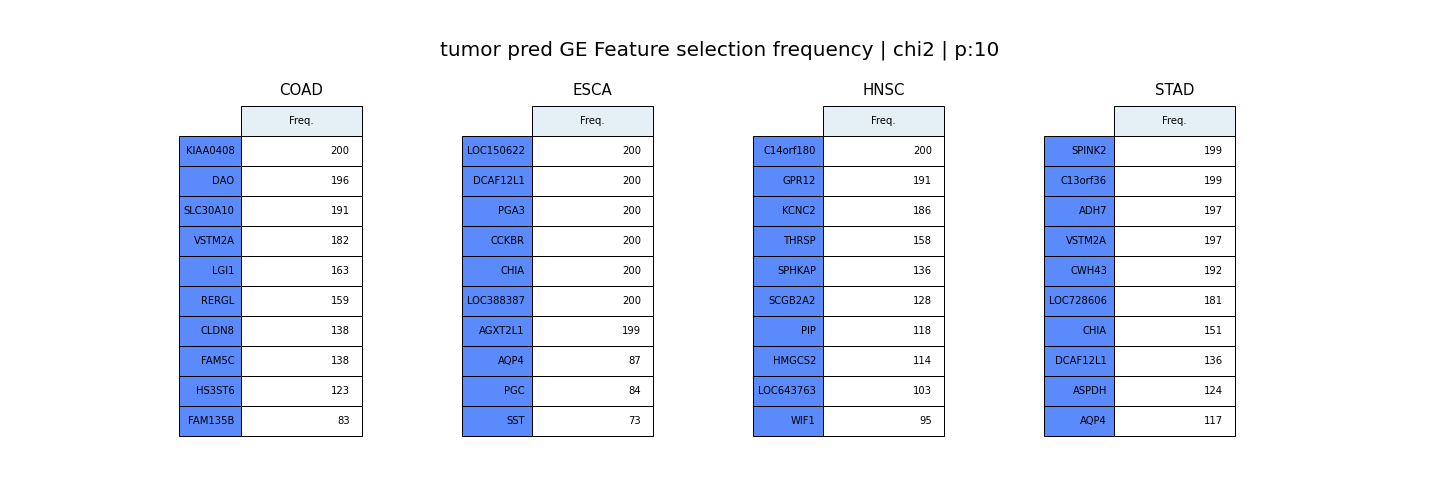 tumor pred GE Feature selection frequency | chi2 | p:10
COAD
Freq.
KIAA0408 200
DAO 196
SLC30A10 191
VSTM2A 182
LGI1 163
RERGL 159
CLDN8 138
FAM5C 138
HS3ST6 123
FAM135B 83
ESCA
Freq.
LOC150622 200
DCAF12L1 200
PGA3 200
CCKBR 200
CHIA 200
LOC388387 200
AGXT2L1 199
AQP4 87
PGC 84
SST 73
HNSC
Freq.
C14orf180 200
GPR12 191
KCNC2 186
THRSP 158
SPHKAP 136
SCGB2A2 128
PIP 118
HMGCS2 114
LOC643763 103
WIF1 95
STAD
Freq.
SPINK2 199
C13orf36 199
ADH7 197
VSTM2A 197
CWH43 192
LOC728606 181
CHIA 151
DCAF12L1 136
ASPDH 124
AQP4 117